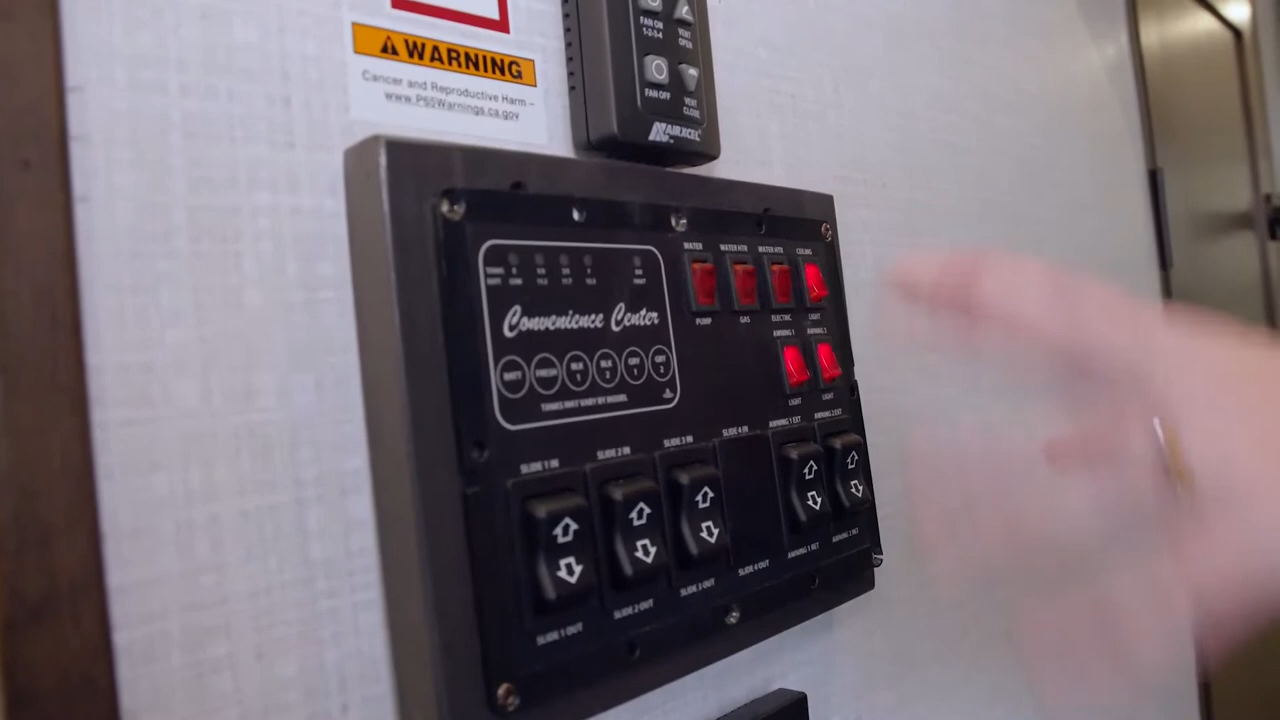 WARNING
Cancer and Reproductive Harm –
www.P65Warnings.ca.gov
FAN ON
1-2-3-4
VENT
OPEN
FAN OFF
VENT
CLOSE
AIRXCEL
Convenience Center
BATT
FRESH
BLK
1
BLK
2
GRY
1
GRY
2
TANKS MAY VARY BY MODEL
WATER
PUMP
WATER HTR
GAS
WATER HTR
ELECTRIC
CEILING
LIGHT
AWNING 1
LIGHT
AWNING 2
LIGHT
SLIDE 1 IN
SLIDE 1 OUT
SLIDE 2 IN
SLIDE 2 OUT
SLIDE 3 IN
SLIDE 3 OUT
SLIDE 4 IN
SLIDE 4 OUT
AWNING 1 EXT
AWNING 1 RET
AWNING 2 EXT
AWNING 2 RET